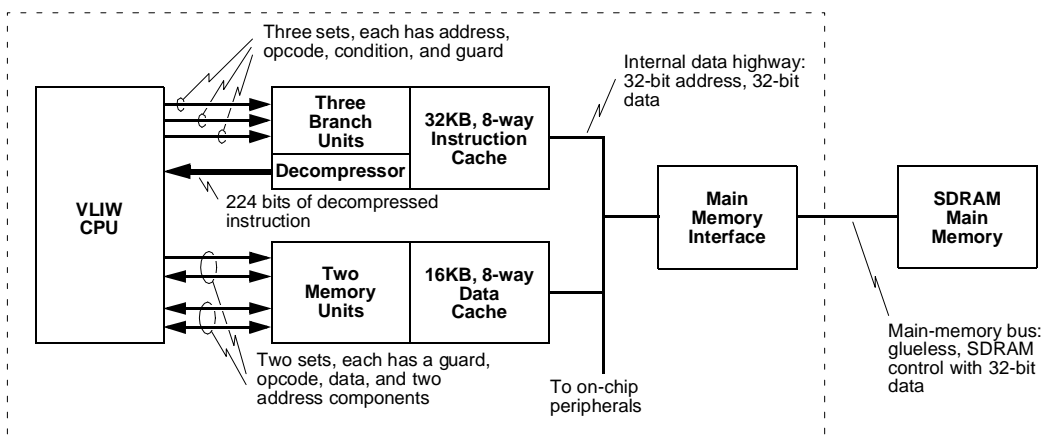 Three sets, each has address,
opcode, condition, and guard
Internal data highway:
32-bit address, 32-bit
data
Three
Branch
Units
32KB, 8-way
Instruction
Cache
Decompressor
224 bits of decompressed
instruction
VLIW
CPU
Main
Memory
Interface
SDRAM
Main
Memory
Two
Memory
Units
16KB, 8-way
Data
Cache
Main-memory bus:
glueless, SDRAM
control with 32-bit
data
Two sets, each has a guard,
opcode, data, and two
address components
To on-chip
peripherals